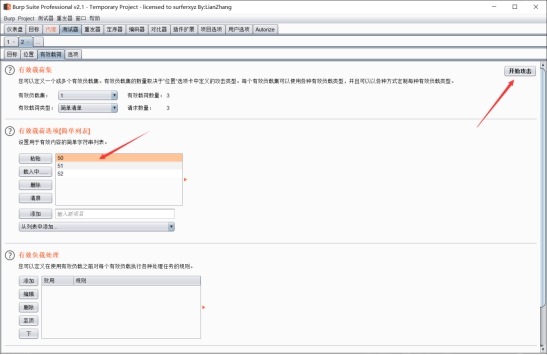 Burp Suite Professional v2.1 - Temporary Project - licensed to surferxyz By:LianZhang
Burp Project 测试器 重发器 窗口 帮助
仪表盘 目标 代理 测试器 重发器 定序器 编码器 对比器 插件扩展 项目选项 用户选项 Autorize
1 2 ...
目标 位置 有效载荷 选项
有效载荷集
开始攻击
您可以定义一个或多个有效负载集。有效负载集的数量取决于"位置"选项卡中定义的攻击类型。每个有效负载集可以使用各种有效负载类型，并且可以以各种方式定制每种有效负载类型。
有效负载集： 1 有效载荷数量： 3
有效载荷类型： 简单清单 请求数量： 3
有效载荷选项[简单列表]
设置用于有效内容的简单字符串列表。
粘贴 50
载入中..... 51
52
删除
清屏
添加 输入新项目
从列表中添加...
有效负载处理
您可以定义在使用有效负载之前对每个有效负载执行各种处理任务的规则。
添加 效用 规则
编辑
删除
下